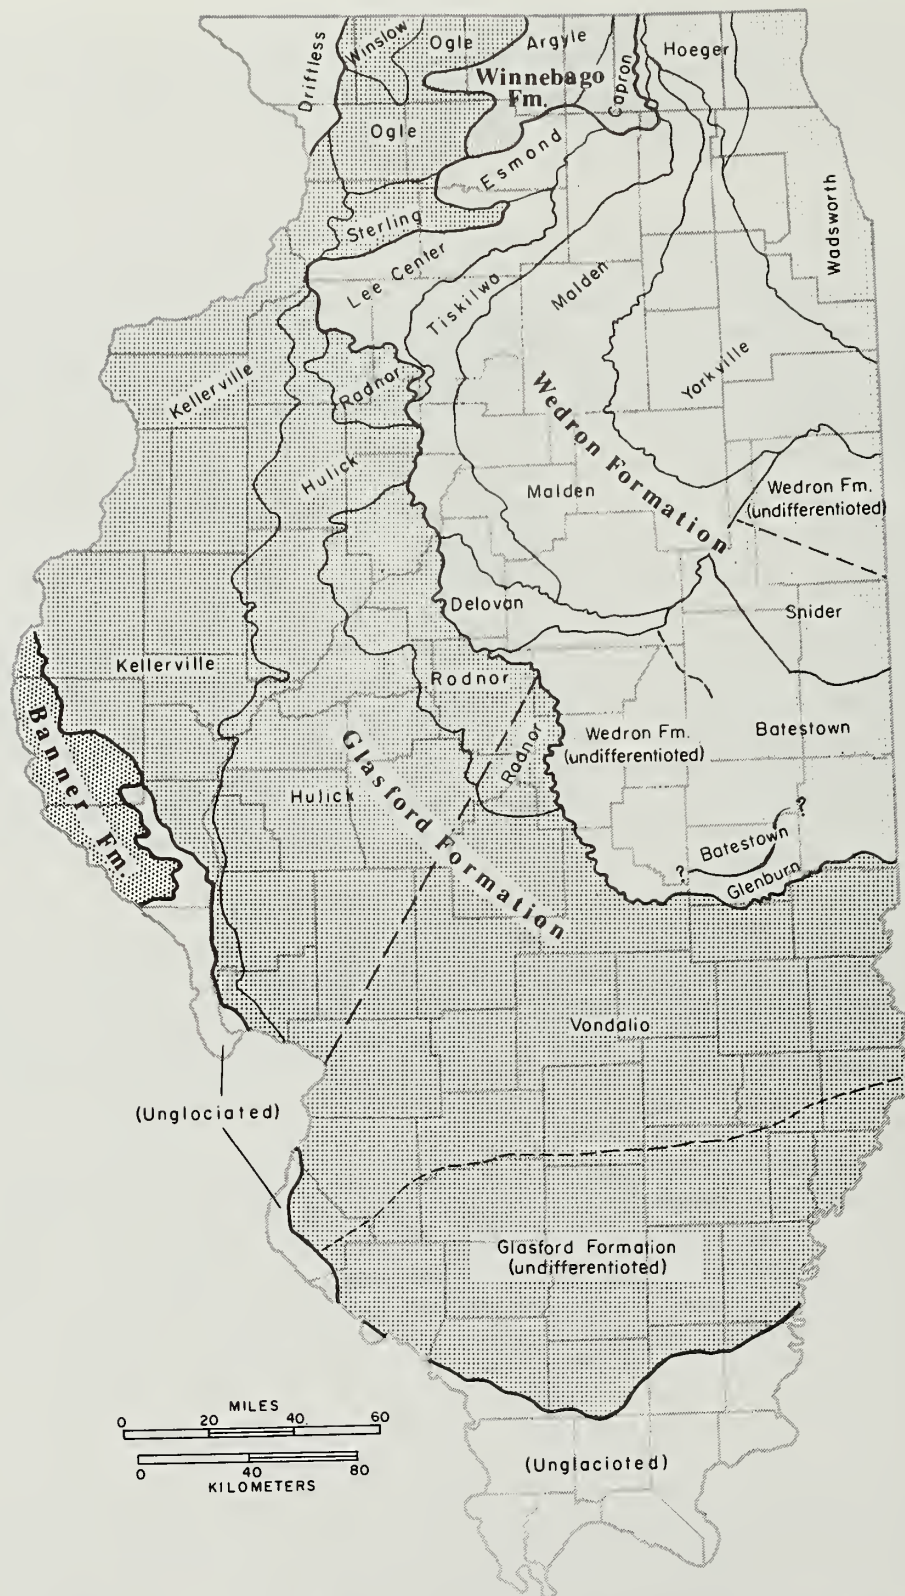 Driftless
Winslow
Ogle
Argyle
Capron
Hoeger
Winnebago
Fm.
Ogle
Esmond
Sterling
Lee Center
Tiskilwa
Malden
Wadsworth
Kellerville
Radnor
Yorkville
Hulick
Wedron Formation
Malden
Wedron Fm.
(undifferentioted)
Delovan
Snider
Kellerville
Rodnor
Radnor
Wedron Fm.
(undifferentioted)
Batestown
Banner Fm.
Glasford Formation
Hulick
?
Batestown
?
Glenburn
Vondalio
(Unglociated)
Glasford Formation
(undifferentioted)
MILES
0 20 40 60
0 40 80
KILOMETERS
(Unglacioted)